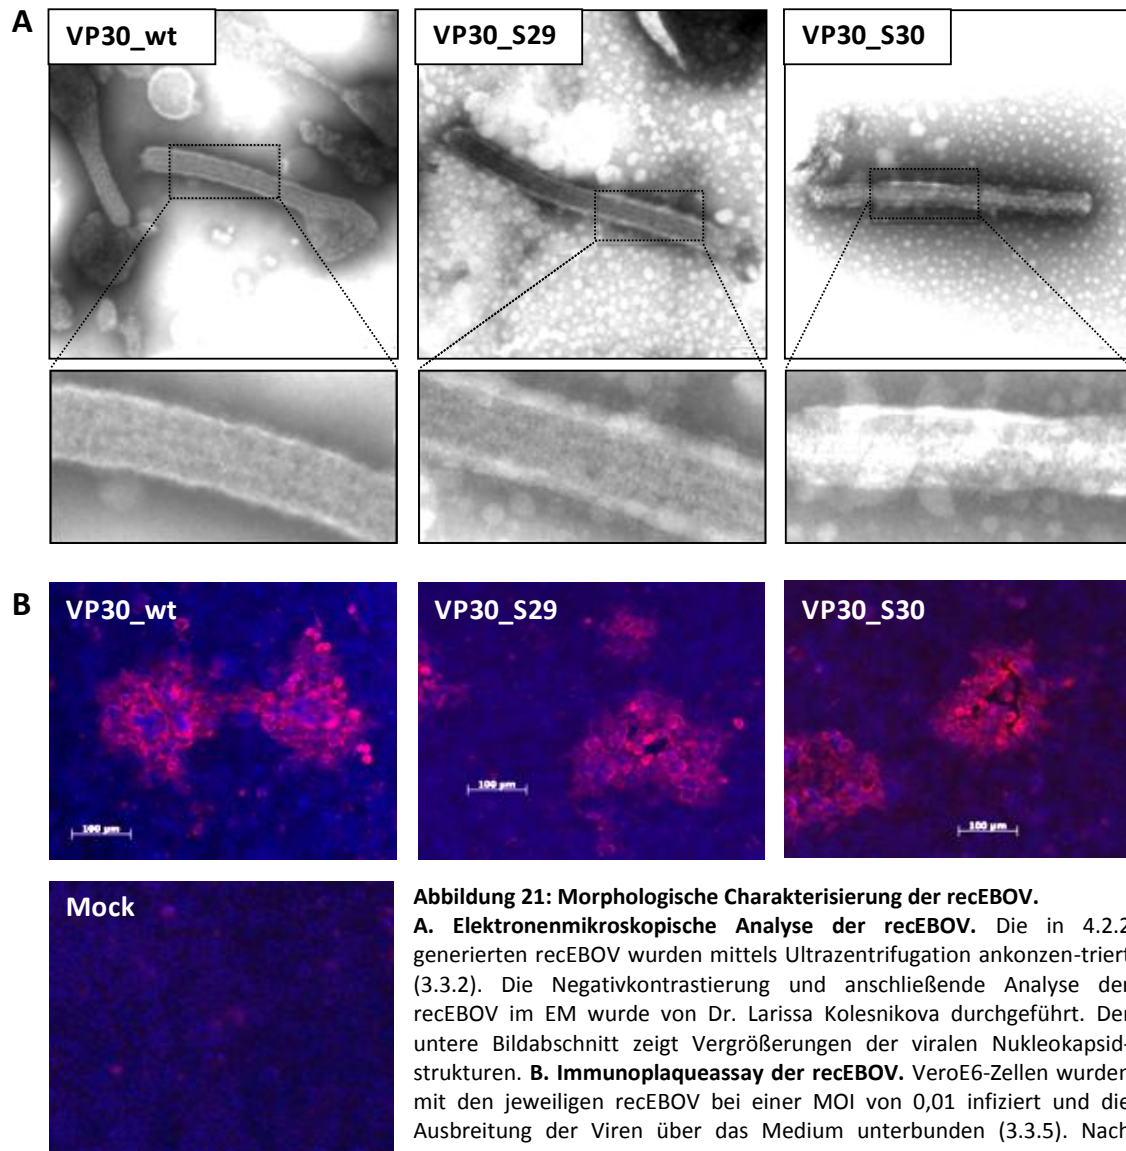 A
VP30_wt
VP30_S29
VP30_S30
B
VP30_wt
VP30_S29
VP30_S30
100 µm
100 µm
100 µm
Mock
Abbildung 21: Morphologische Charakterisierung der recEBOV.
A. Elektronenmikroskopische Analyse der recEBOV. Die in 4.2.2
generierten recEBOV wurden mittels Ultrazentrifugation ankonzen-triert
(3.3.2). Die Negativkontrastierung und anschließende Analyse der
recEBOV im EM wurde von Dr. Larissa Kolesnikova durchgeführt. Der
untere Bildabschnitt zeigt Vergrößerungen der viralen Nukleokapsid-
strukturen. B. Immunoplaqueassay der recEBOV. VeroE6-Zellen wurden
mit den jeweiligen recEBOV bei einer MOI von 0,01 infiziert und die
Ausbreitung der Viren über das Medium unterbunden (3.3.5). Nach